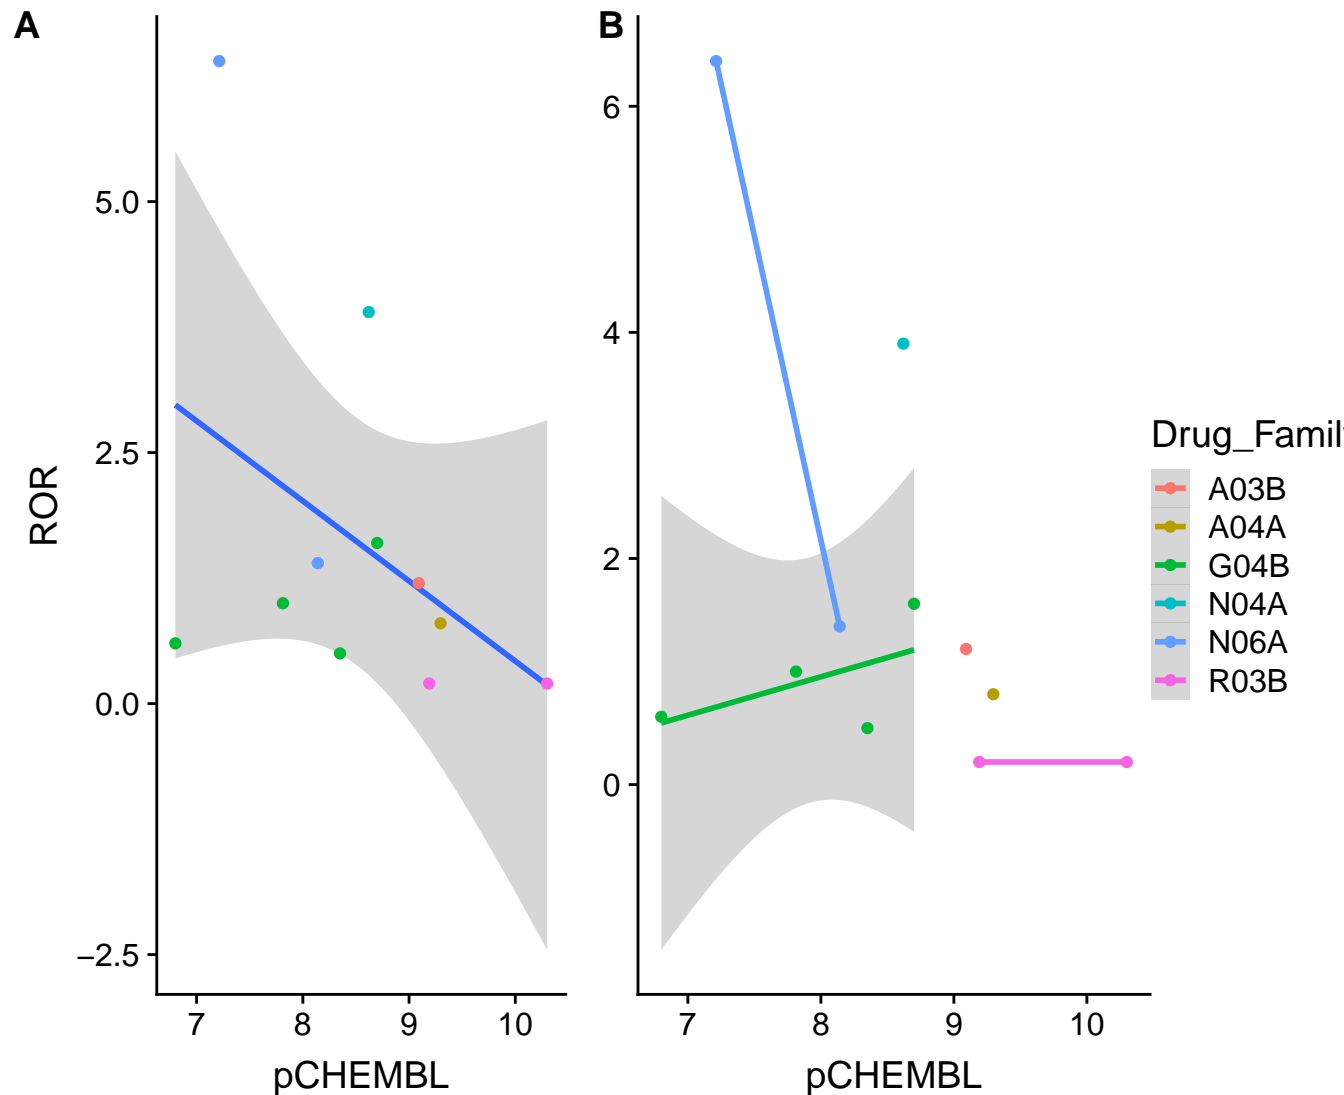 A
B
ROR
5.0
2.5
0.0
−2.5
7 8 9 10
pCHEMBL
6
4
2
0
7 8 9 10
pCHEMBL
Drug_Famil
A03B
A04A
G04B
N04A
N06A
R03B